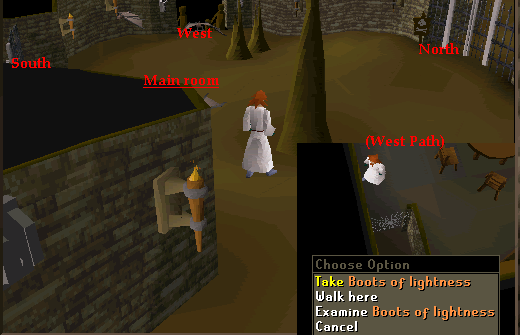 West
North
South
Main room
(West Path)
Choose Option
Take Boots of lightness
Walk here
Examine Boots of lightness
Cancel